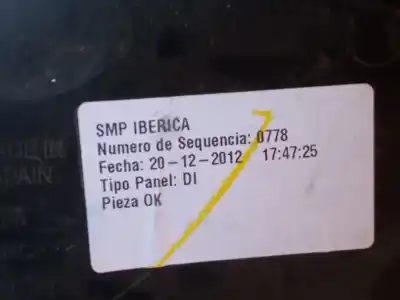 SMP IBERICA
Numero de Sequencia: 0778
Fecha: 20-12-2012 17:47:25
Tipo Panel: DI
Pieza OK